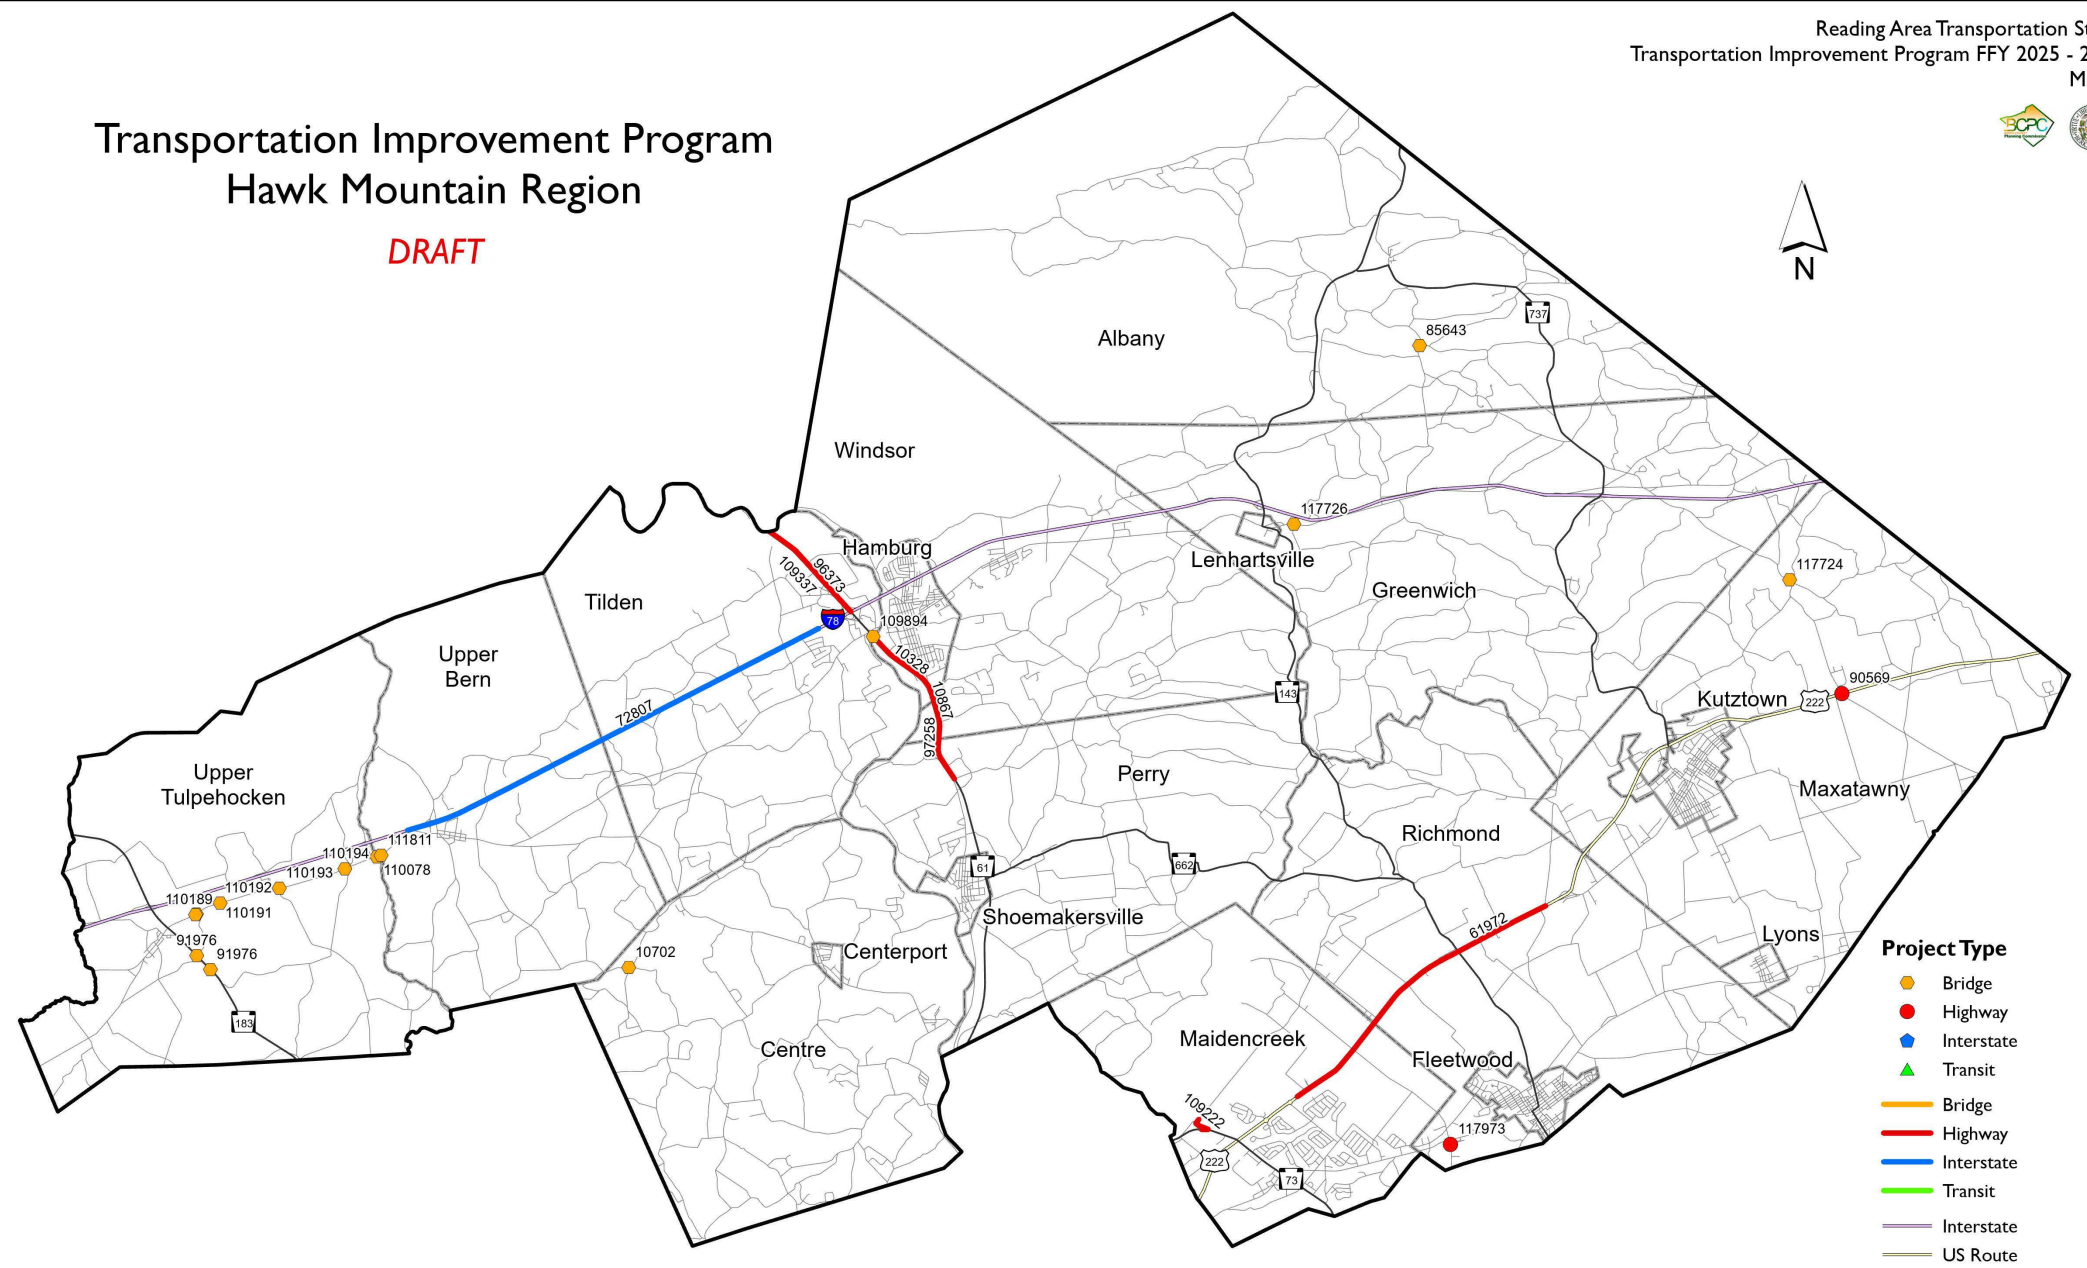 Reading Area Transportation St
Transportation Improvement Program FFY 2025 - 2
M
BCPC
Transportation Improvement Program
Hawk Mountain Region
DRAFT
N
737
85643
Albany
Windsor
117726
Hamburg
Lenhartsville
96373
109337
117724
Greenwich
Tilden
78
109894
Upper
Bern
10328
10867
97258
143
90569
Kutztown
222
72807
Upper
Tulpehocken
Perry
Maxatawny
Richmond
111811
110194
110193
110078
61
662
110192
110189
110191
Shoemakersville
61972
91976
91976
10702
Centerport
Lyons
183
Centre
Maidencreek
Fleetwood
109222
117973
222
73
Project Type
Bridge
Highway
Interstate
Transit
Bridge
Highway
Interstate
Transit
Interstate
US Route